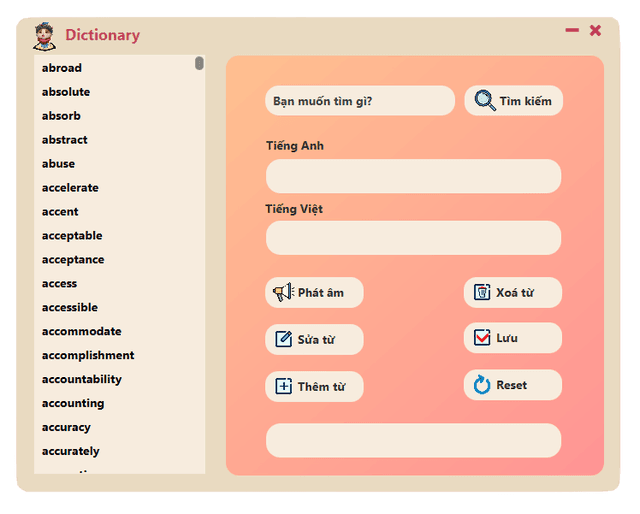 Dictionary
abroad
absolute
absorb
abstract
abuse
accelerate
accent
acceptable
acceptance
access
accessible
accommodate
accomplishment
accountability
accounting
accuracy
accurately
Bạn muốn tìm gì?
Tìm kiếm
Tiếng Anh
Tiếng Việt
Phát âm
Xoá từ
Sửa từ
Lưu
Thêm từ
Reset